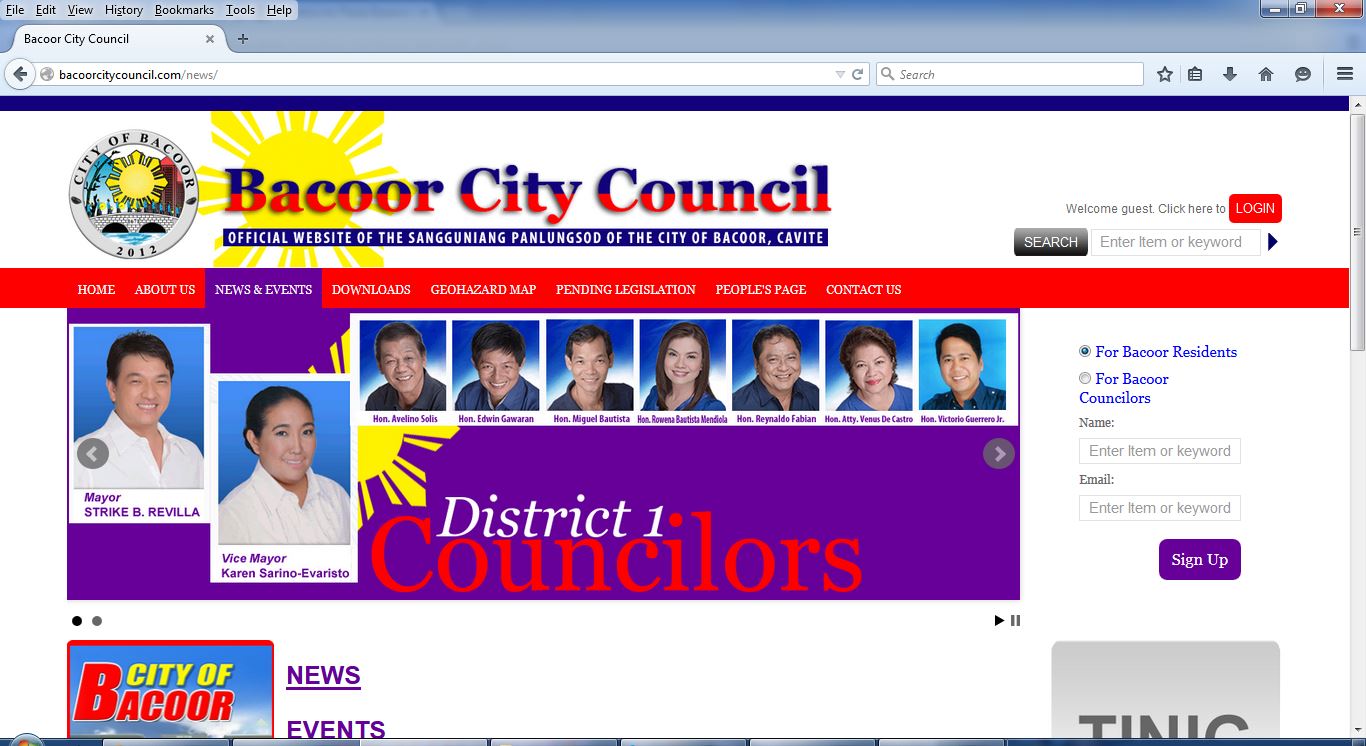 File Edit View History Bookmarks Tools Help
Bacoor City Council
bacoorcitycouncil.com/news/
Search
CITY OF BACOOR
2012
Bacoor City Council
OFFICIAL WEBSITE OF THE SANGGUNIANG PANLUNGSOD OF THE CITY OF BACOOR, CAVITE
Welcome guest. Click here to LOGIN
SEARCH Enter Item or keyword
HOME ABOUT US NEWS & EVENTS DOWNLOADS GEOHAZARD MAP PENDING LEGISLATION PEOPLE'S PAGE CONTACT US
Hon. Avelino Solis Hon. Edwin Gawaran Hon. Miguel Bautista Hon. Rowena Bautista Mendiola Hon. Reynaldo Fabian Hon. Atty. Venus De Castro Hon. Victorio Guerrero Jr.
Mayor
STRIKE B. REVILLA
Vice Mayor
Karen Sarino-Evaristo
District 1
Councilors
For Bacoor Residents
For Bacoor
Councilors
Name:
Enter Item or keyword
Email:
Enter Item or keyword
Sign Up
CITY OF
BACOOR
NEWS
EVENTS
TINIG